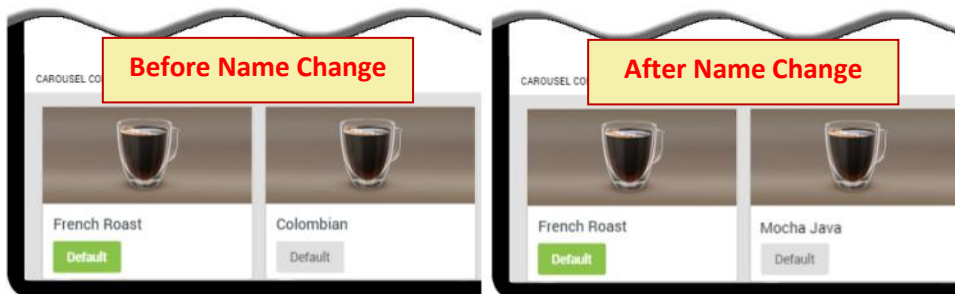 Before Name Change
CAROUSEL CO
French Roast
Colombian
Default
Default
After Name Change
CAROUSEL CO
French Roast
Mocha Java
Default
Default